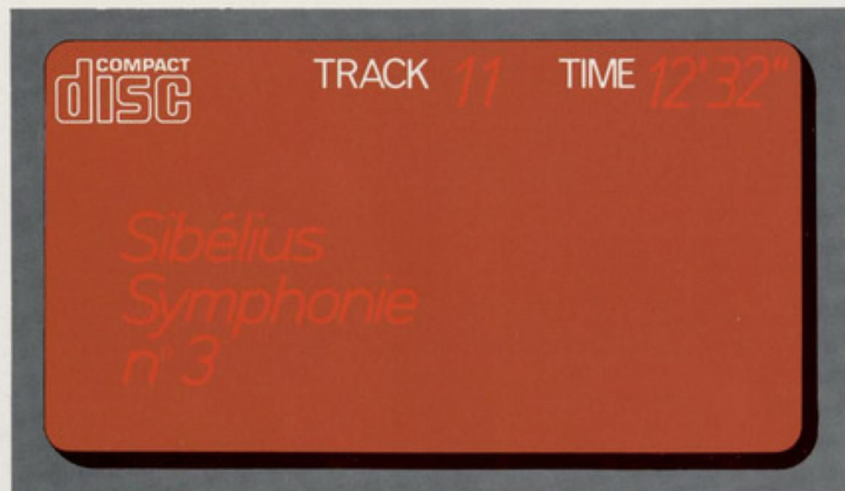 COMPACT
disc
TRACK 11 TIME 12'32"
Sibélius
Symphonie
n° 3